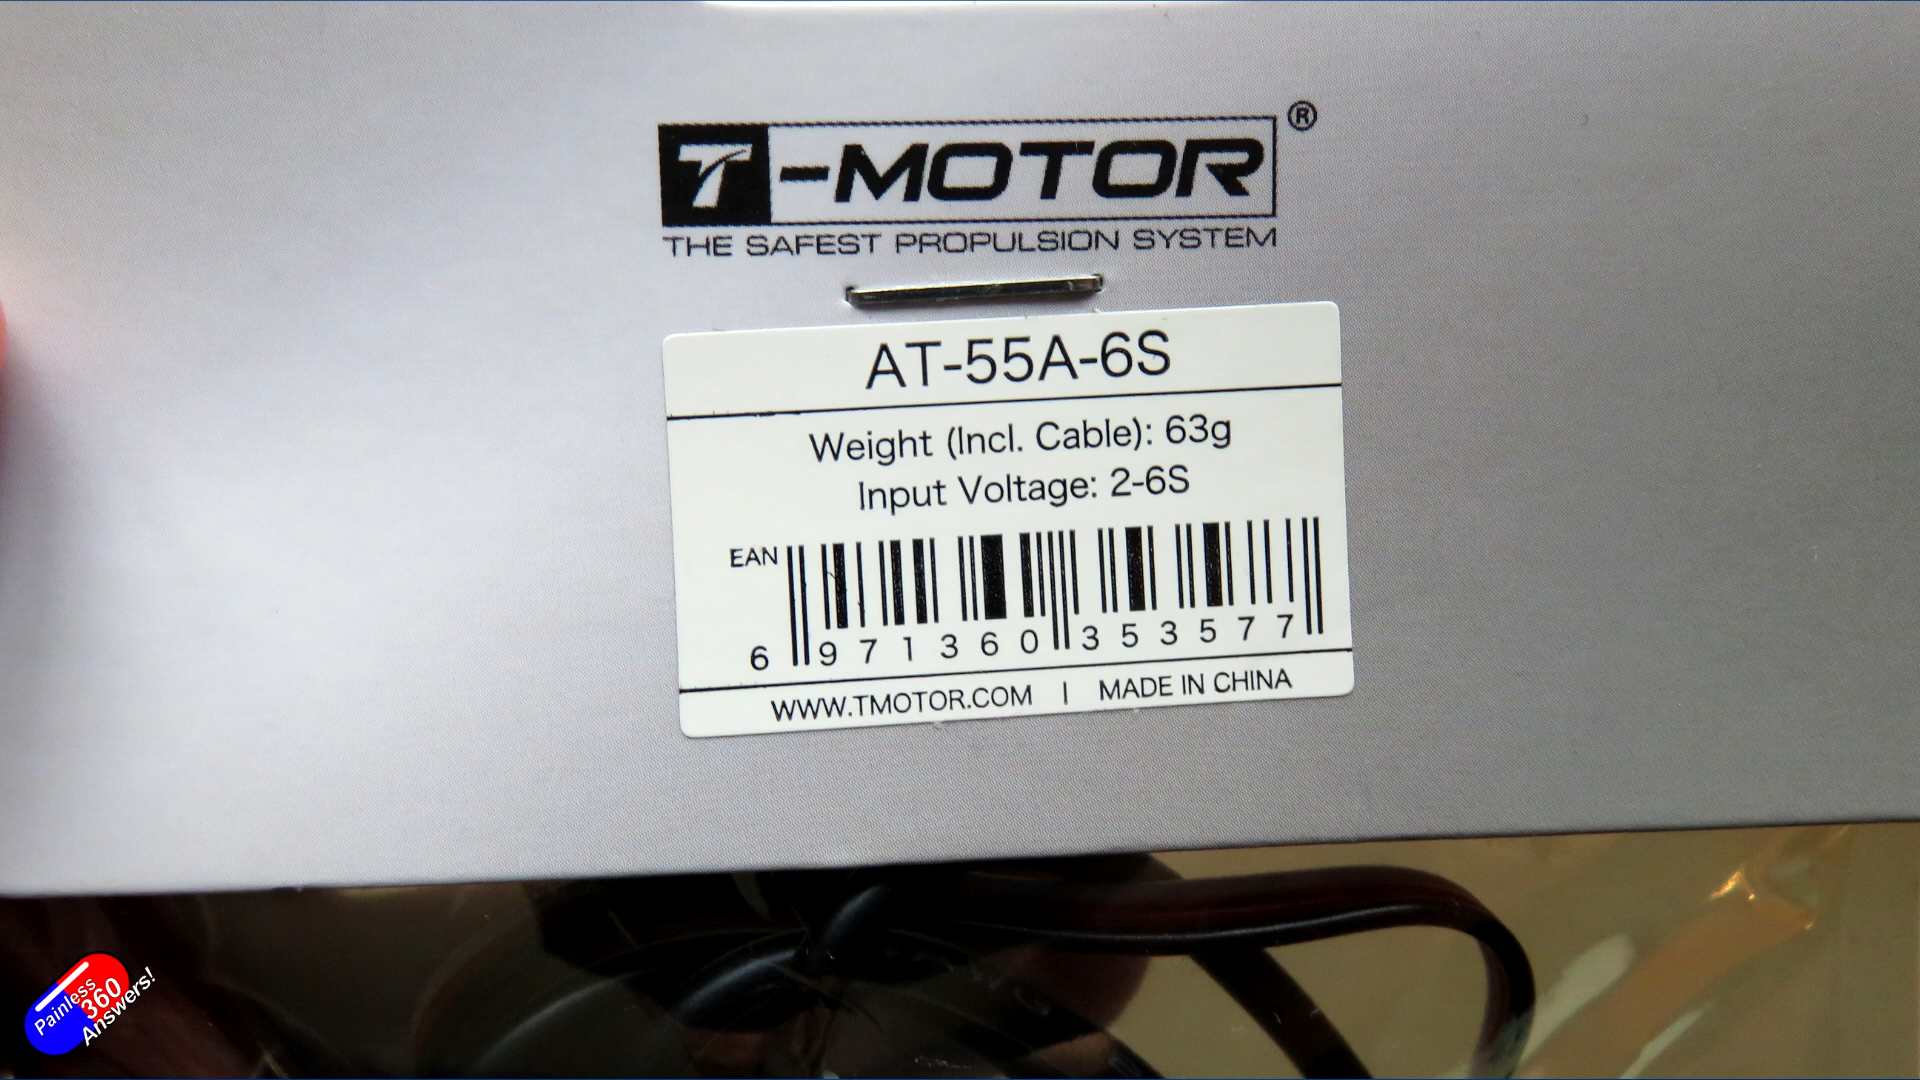 T-MOTOR®
THE SAFEST PROPULSION SYSTEM
AT-55A-6S
Weight (Incl. Cable): 63g
Input Voltage: 2-6S
EAN
6 971360 353577
WWW.TMOTOR.COM | MADE IN CHINA
Painless
360
Answers!